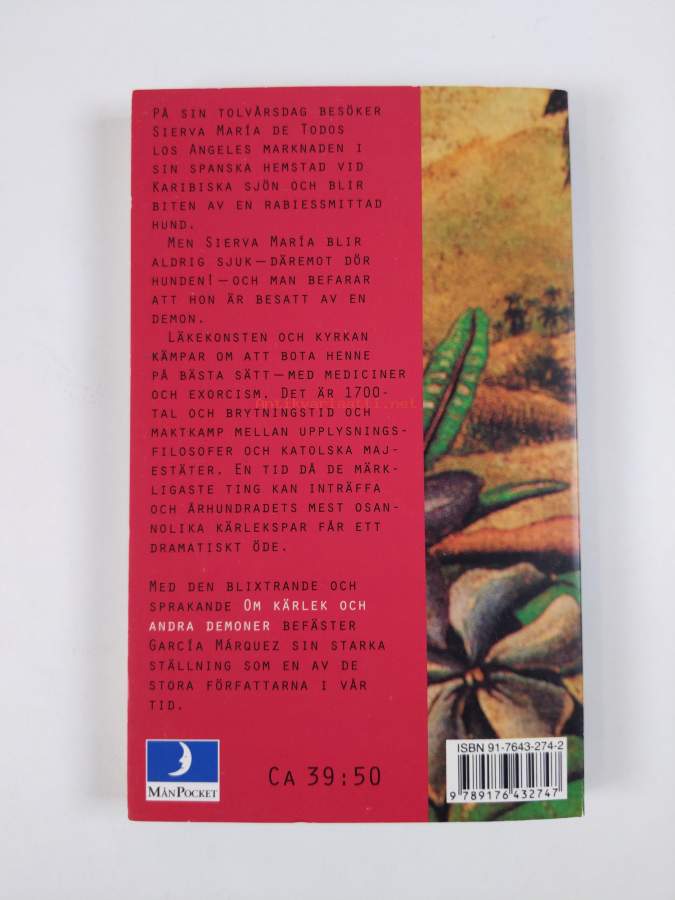 På sin tolvårsdag besöker
Sierva María de Todos
los Angeles marknaden i
sin spanska hemstad vid
Karibiska sjön och blir
biten av en rabiessmittad
hund.
Men Sierva María blir
aldrig sjuk – däremot dör
hunden! – och man befarar
att hon är besatt av en
demon.
Läkekonsten och kyrkan
kämpar om att bota henne
på bästa sätt – med mediciner
och exorcism. Det är 1700-
tal och brytningstid och
maktkamp mellan upplysnings-
filosofer och katolska maj-
estäter. En tid då de märk-
ligaste ting kan inträffa
och århundradets mest osan-
nolika kärlekspar får ett
dramatiskt öde.
Med den blixtrande och
sprakande Om kärlek och
andra demoner befäster
García Márquez sin starka
ställning som en av de
stora författarna i vår
tid.
MånPocket
Ca 39:50
ISBN 91-7643-274-2
9 789176 432747
antikvariaatti.net